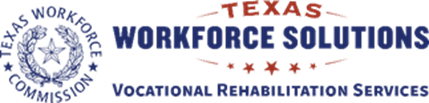 TEXAS WORKFORCE
COMMISSION
TEXAS
WORKFORCE SOLUTIONS
VOCATIONAL REHABILITATION SERVICES